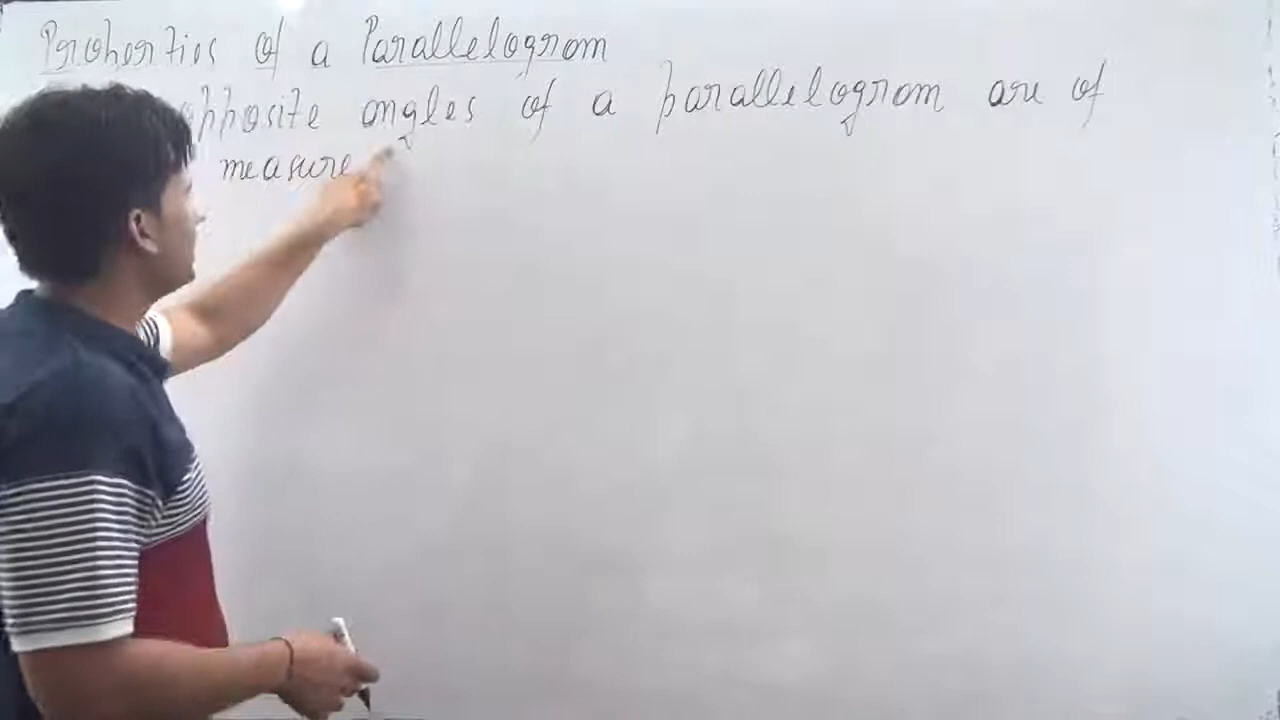 Properties of a Parallelogram
opposite angles of a parallelogram are of
measure